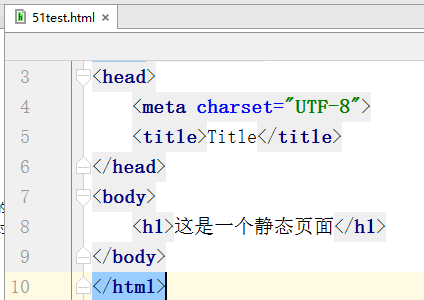 51test.html
3 <head>
4 <meta charset="UTF-8">
5 <title>Title</title>
6 </head>
7 <body>
8 <h1>这是一个静态页面</h1>
9 </body>
10 </html>